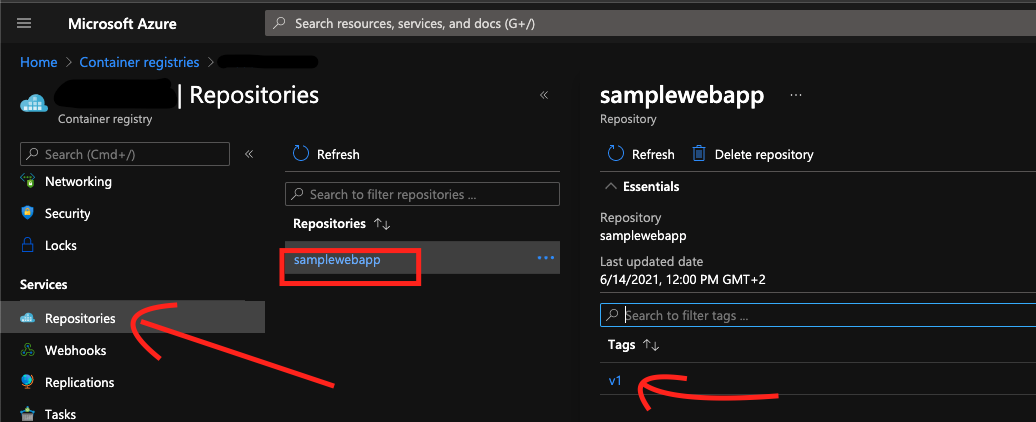 Microsoft Azure
Search resources, services, and docs (G+/)
Home > Container registries >
| Repositories
Container registry
Search (Cmd+/)
Networking
Security
Locks
Services
Repositories
Webhooks
Replications
Tasks
Refresh
Search to filter repositories ...
Repositories
samplewebapp
samplewebapp ...
Repository
Refresh
Delete repository
Essentials
Repository
samplewebapp
Last updated date
6/14/2021, 12:00 PM GMT+2
Search to filter tags ...
Tags
v1